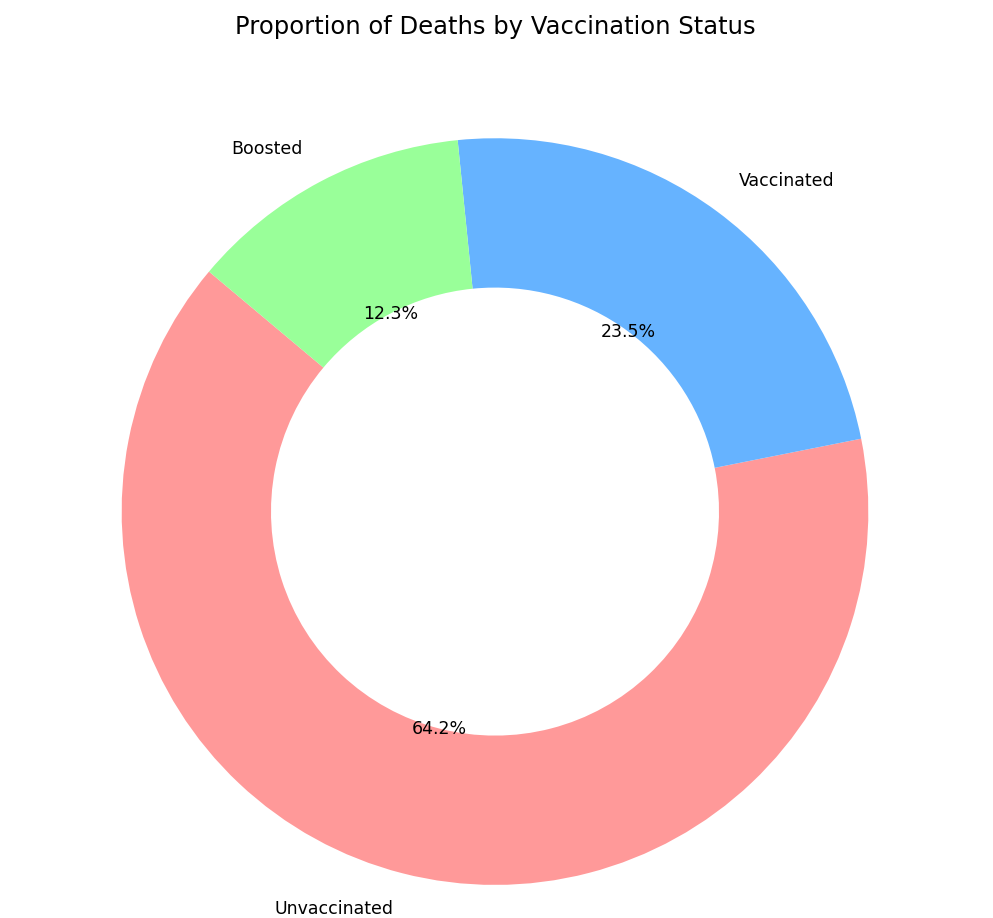 Proportion of Deaths by Vaccination Status
Boosted
Vaccinated
12.3%
23.5%
64.2%
Unvaccinated